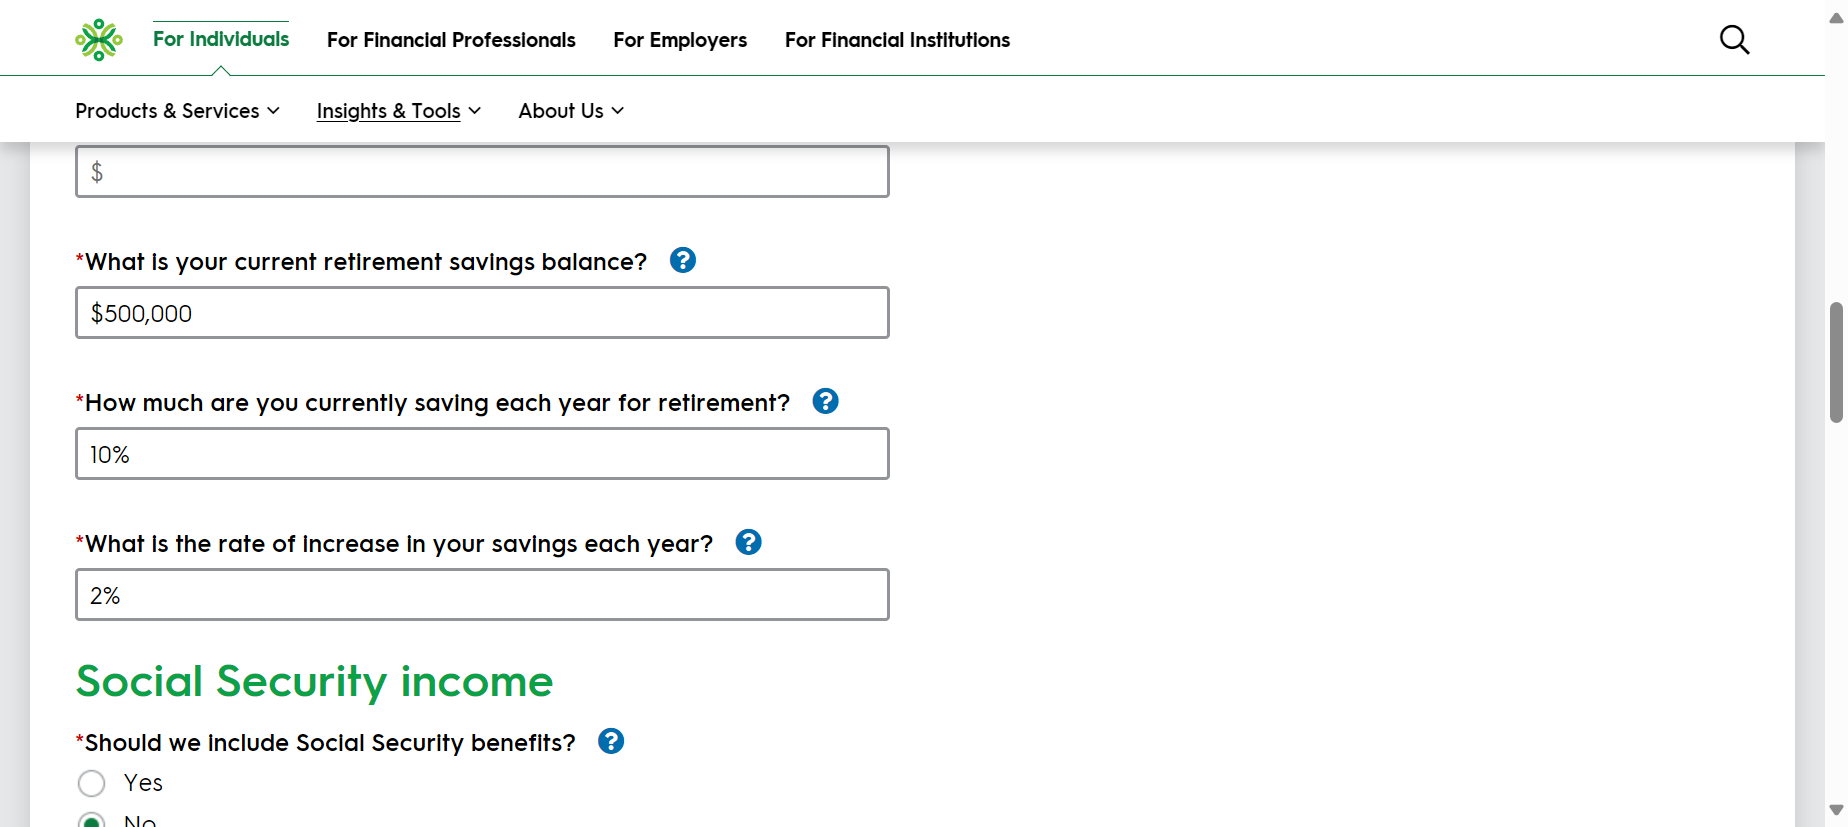 For Individuals
For Financial Professionals
For Employers
For Financial Institutions
Products & Services
Insights & Tools
About Us
$
*What is your current retirement savings balance? ?
$500,000
*How much are you currently saving each year for retirement? ?
10%
*What is the rate of increase in your savings each year? ?
2%
Social Security income
*Should we include Social Security benefits? ?
Yes
No